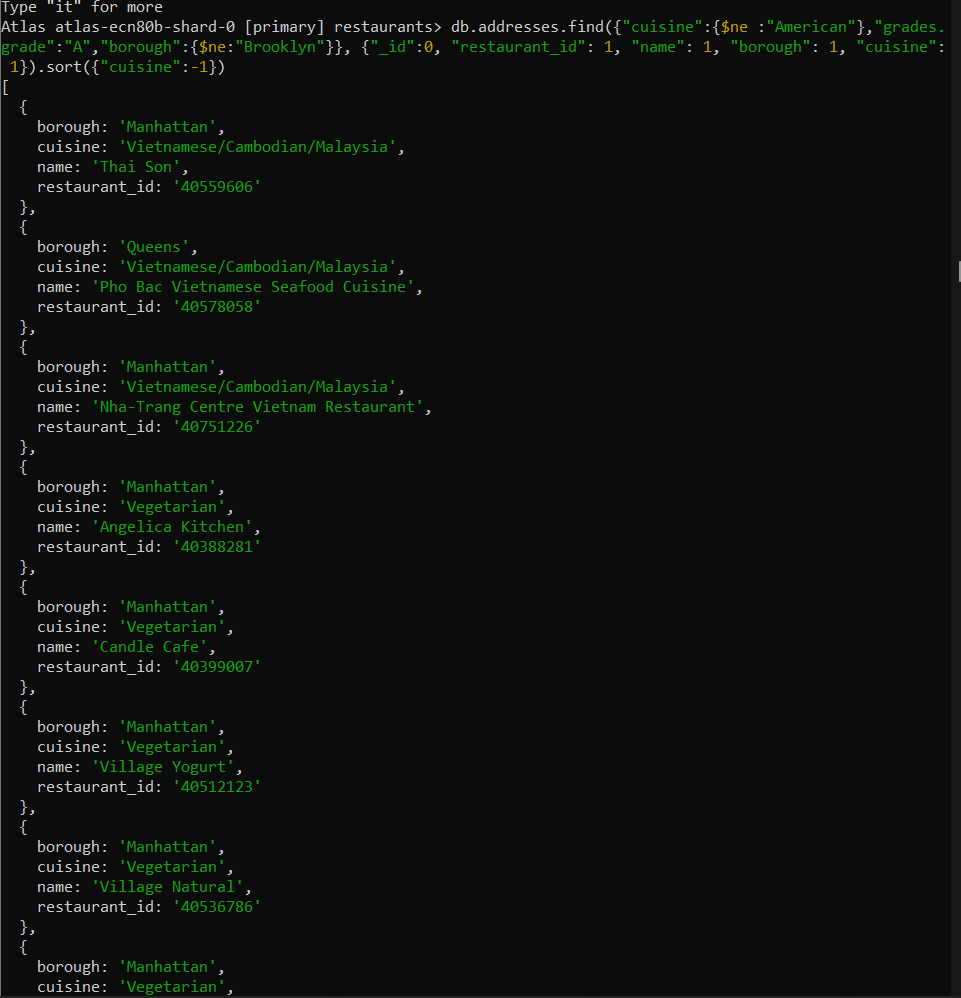 Type "it" for more
Atlas atlas-ecn80b-shard-0 [primary] restaurants> db.addresses.find({"cuisine":{$ne :"American"},"grades.
grade":"A","borough":{$ne:"Brooklyn"}}, {"_id":0, "restaurant_id": 1, "name": 1, "borough": 1, "cuisine":
 1}).sort({"cuisine":-1})
[
  {
    borough: 'Manhattan',
    cuisine: 'Vietnamese/Cambodian/Malaysia',
    name: 'Thai Son',
    restaurant_id: '40559606'
  },
  {
    borough: 'Queens',
    cuisine: 'Vietnamese/Cambodian/Malaysia',
    name: 'Pho Bac Vietnamese Seafood Cuisine',
    restaurant_id: '40578058'
  },
  {
    borough: 'Manhattan',
    cuisine: 'Vietnamese/Cambodian/Malaysia',
    name: 'Nha-Trang Centre Vietnam Restaurant',
    restaurant_id: '40751226'
  },
  {
    borough: 'Manhattan',
    cuisine: 'Vegetarian',
    name: 'Angelica Kitchen',
    restaurant_id: '40388281'
  },
  {
    borough: 'Manhattan',
    cuisine: 'Vegetarian',
    name: 'Candle Cafe',
    restaurant_id: '40399007'
  },
  {
    borough: 'Manhattan',
    cuisine: 'Vegetarian',
    name: 'Village Yogurt',
    restaurant_id: '40512123'
  },
  {
    borough: 'Manhattan',
    cuisine: 'Vegetarian',
    name: 'Village Natural',
    restaurant_id: '40536786'
  },
  {
    borough: 'Manhattan',
    cuisine: 'Vegetarian',